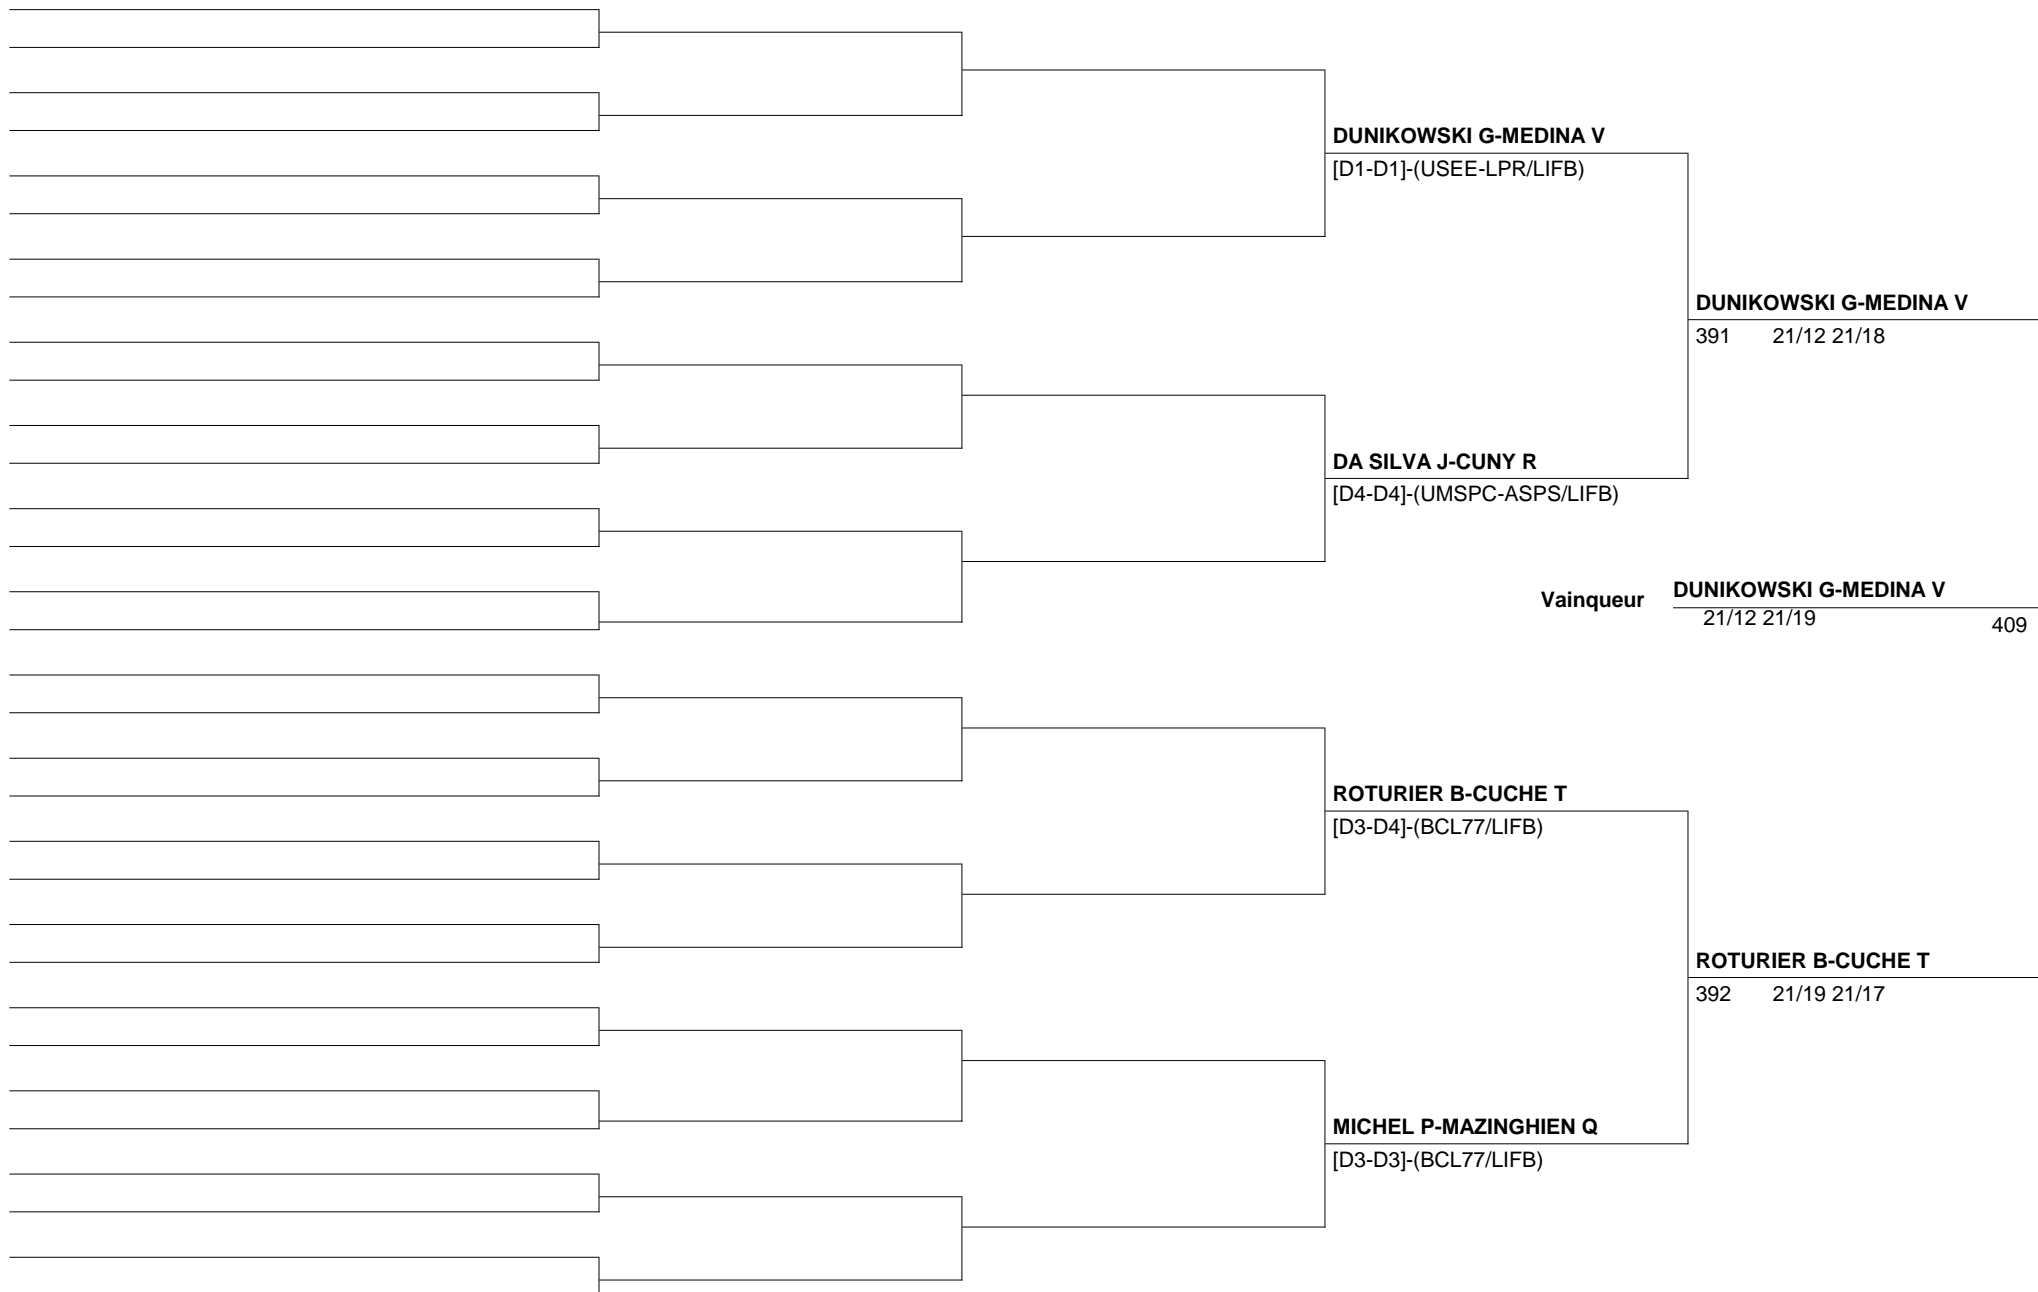 DUNIKOWSKI G-MEDINA V
[D1-D1]-(USEE-LPR/LIFB)
DUNIKOWSKI G-MEDINA V
391 21/12 21/18
DA SILVA J-CUNY R
[D4-D4]-(UMSPC-ASPS/LIFB)
Vainqueur DUNIKOWSKI G-MEDINA V
21/12 21/19 409
ROTURIER B-CUCHE T
[D3-D4]-(BCL77/LIFB)
ROTURIER B-CUCHE T
392 21/19 21/17
MICHEL P-MAZINGHIEN Q
[D3-D3]-(BCL77/LIFB)